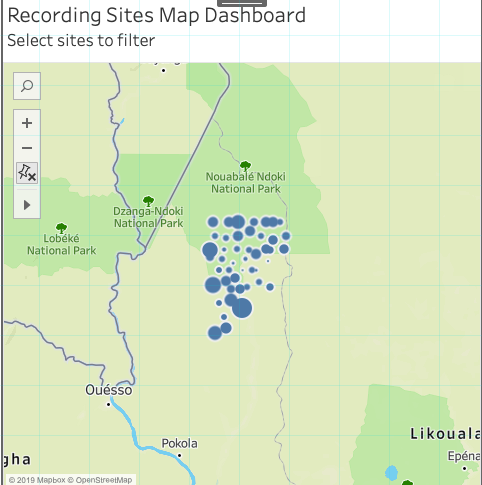 Recording Sites Map Dashboard
Select sites to filter
Nouabalé Ndoki
National Park
Dzanga-Ndoki
National Park
Lobéké
National Park
Ouésso
Likouala
Pokola
Epéna
gha
© 2019 Mapbox © OpenStreetMap